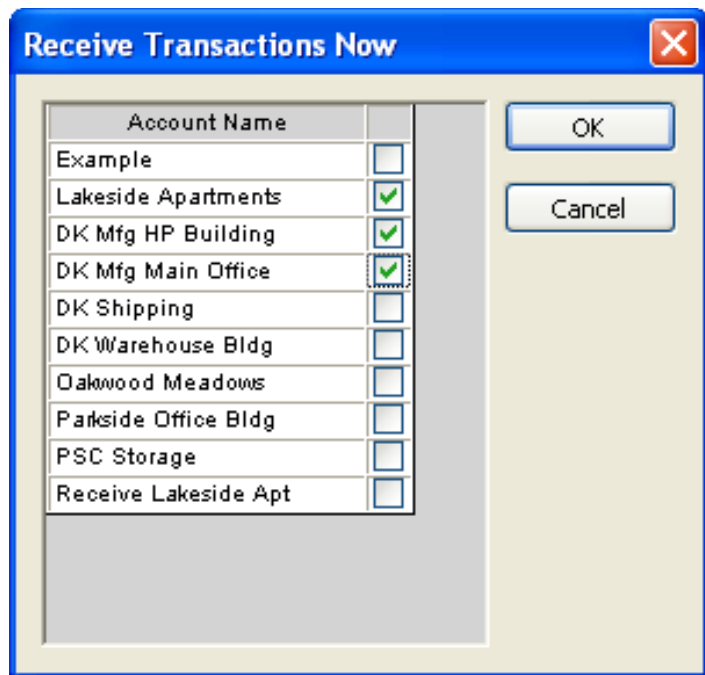 Receive Transactions Now
Account Name
Example
Lakeside Apartments
DK Mfg HP Building
DK Mfg Main Office
DK Shipping
DK Warehouse Bldg
Oakwood Meadows
Parkside Office Bldg
PSC Storage
Receive Lakeside Apt
OK
Cancel